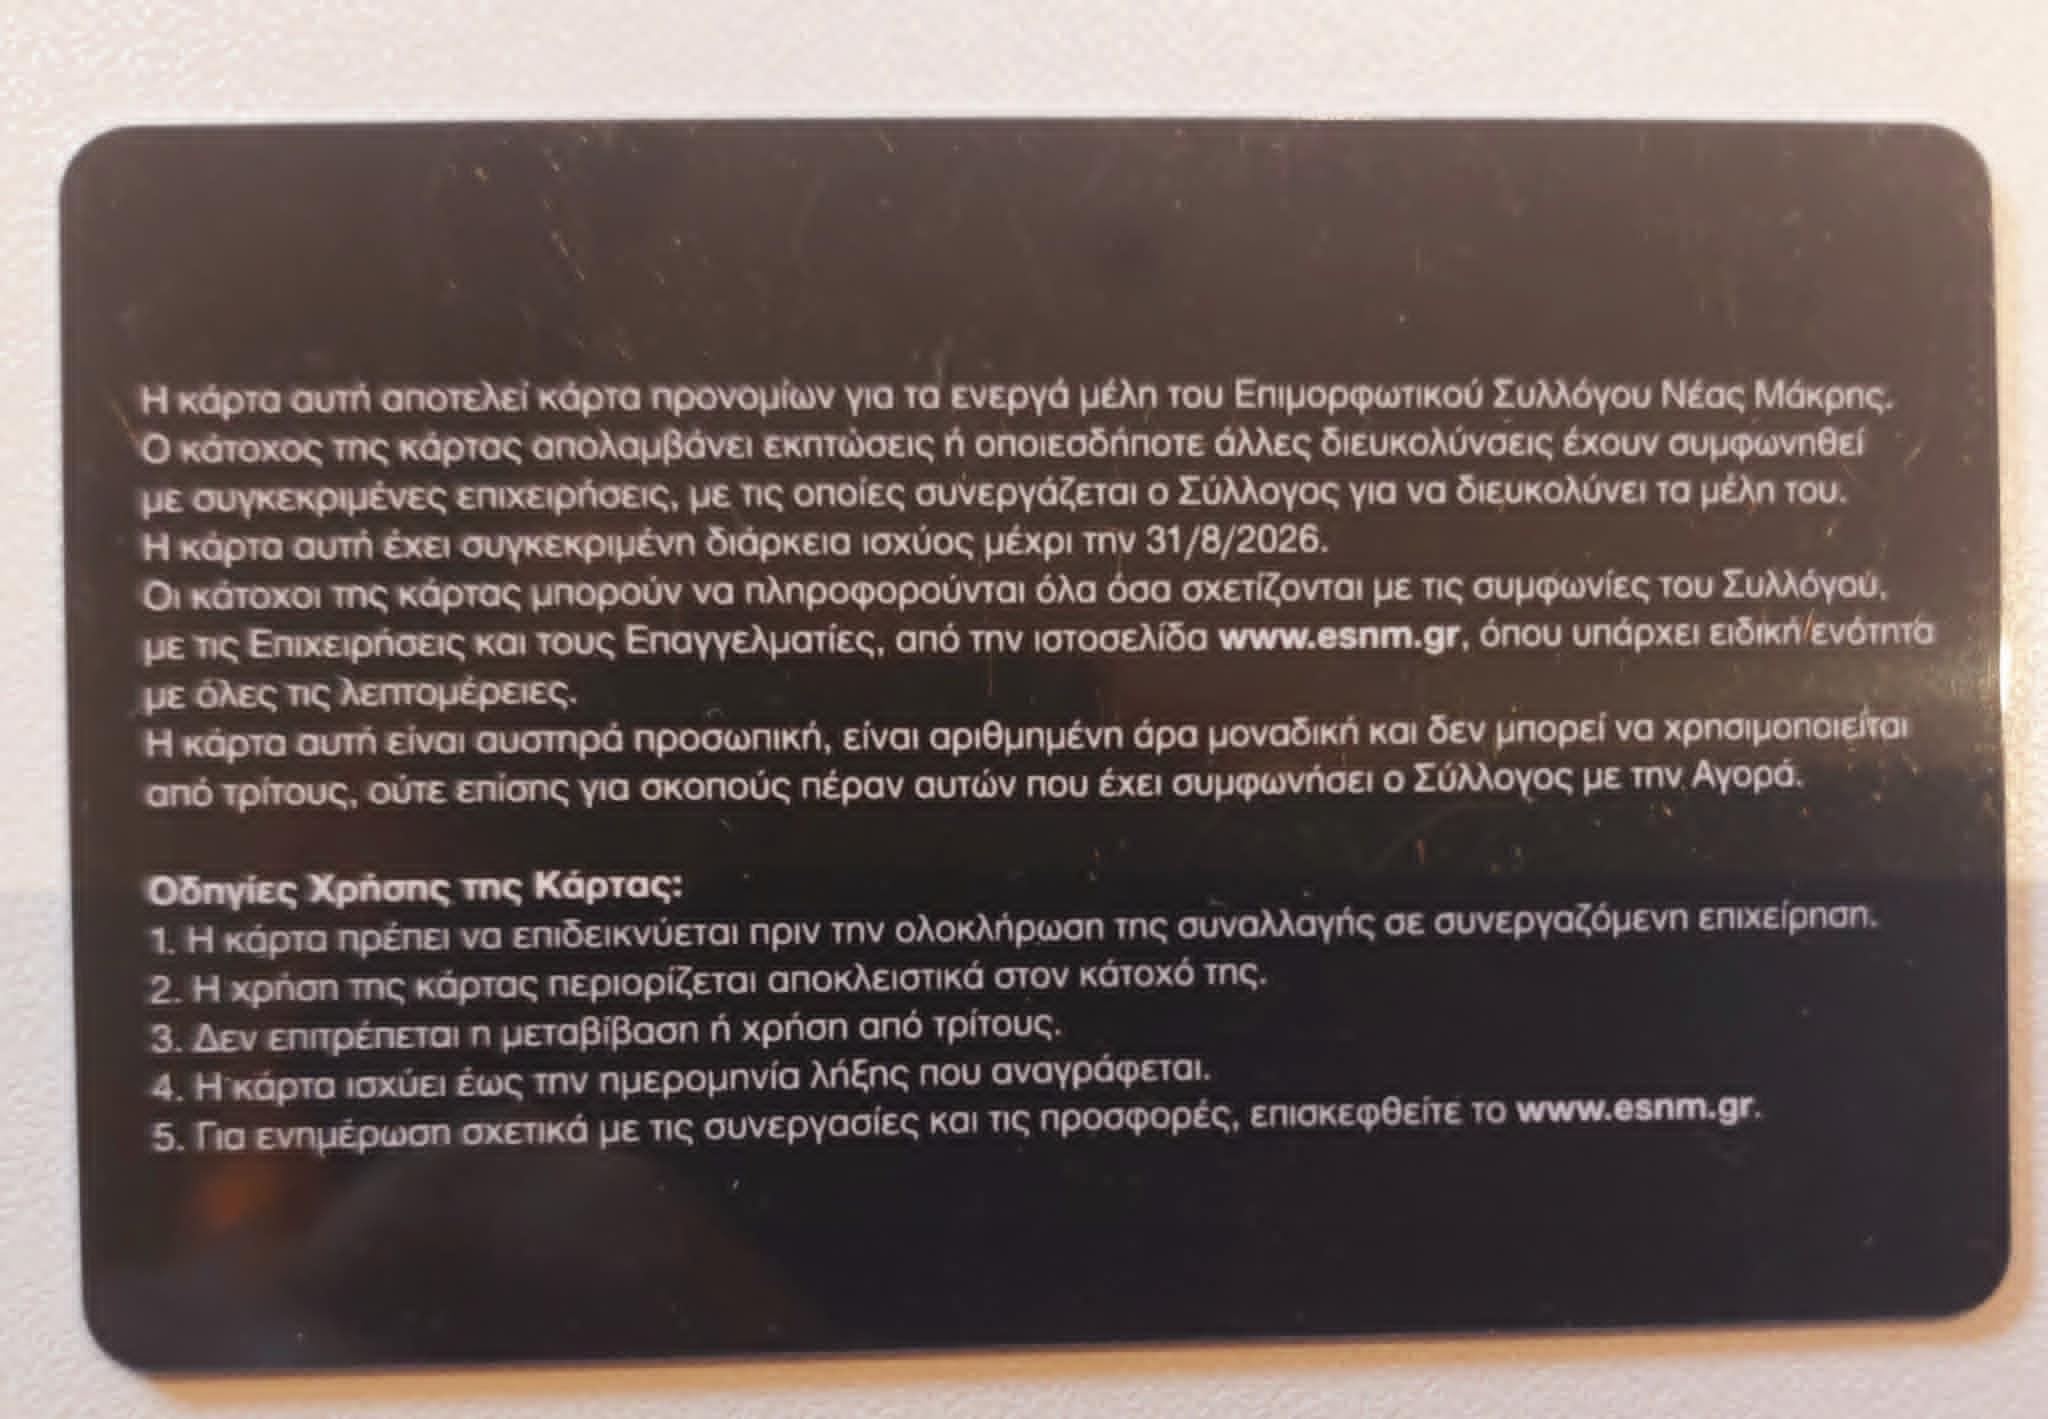 Η κάρτα αυτή αποτελεί κάρτα προνομίων για τα ενεργά μέλη του Επιμορφωτικού Συλλόγου Νέας Μάκρης.
Ο κάτοχος της κάρτας απολαμβάνει εκπτώσεις ή οποιεσδήποτε άλλες διευκολύνσεις έχουν συμφωνηθεί
με συγκεκριμένες επιχειρήσεις, με τις οποίες συνεργάζεται ο Σύλλογος για να διευκολύνει τα μέλη του.
Η κάρτα αυτή έχει συγκεκριμένη διάρκεια ισχύος μέχρι την 31/8/2026.
Οι κάτοχοι της κάρτας μπορούν να πληροφορούνται όλα όσα σχετίζονται με τις συμφωνίες του Συλλόγού,
με τις Επιχειρήσεις και τους Επαγγελματίες, από την ιστοσελίδα www.esnm.gr, όπου υπάρχει ειδική ενότητα
με όλες τις λεπτομέρειες.
Η κάρτα αυτή είναι αυστηρά προσωπική, είναι αριθμημένη άρα μοναδική και δεν μπορεί να χρησιμοποιείται
από τρίτους, ούτε επίσης για σκοπούς πέραν αυτών που έχει συμφωνήσει ο Σύλλογος με την Αγορά.
Οδηγίες Χρήσης της Κάρτας:
1. Η κάρτα πρέπει να επιδεικνύεται πριν την ολοκλήρωση της συναλλαγής σε συνεργαζόμενη επιχείρηση.
2. Η χρήση της κάρτας περιορίζεται αποκλειστικά στον κάτοχό της.
3. Δεν επιτρέπεται η μεταβίβαση ή χρήση από τρίτους.
4. Η κάρτα ισχύει έως την ημερομηνία λήξης που αναγράφεται.
5. Για ενημέρωση σχετικά με τις συνεργασίες και τις προσφορές, επισκεφθείτε το www.esnm.gr.